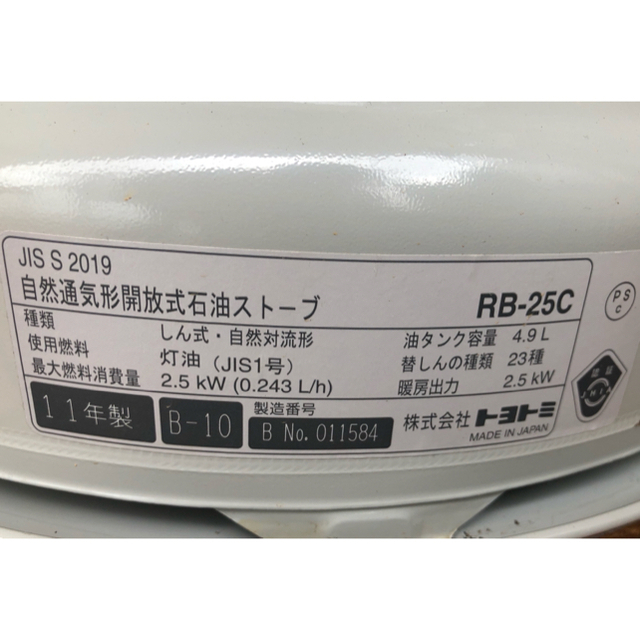 JIS S 2019
自然通気形開放式石油ストーブ RB-25C
種類 しん式・自然対流形 油タンク容量 4.9 L
使用燃料 灯油（JIS1号） 替しんの種類 23種
最大燃料消費量 2.5 kW (0.243 L/h) 暖房出力 2.5 kW
11年製 B-10 製造番号 B No. 011584 株式会社トヨトミ
MADE IN JAPAN
PS
C
認証
JHIA